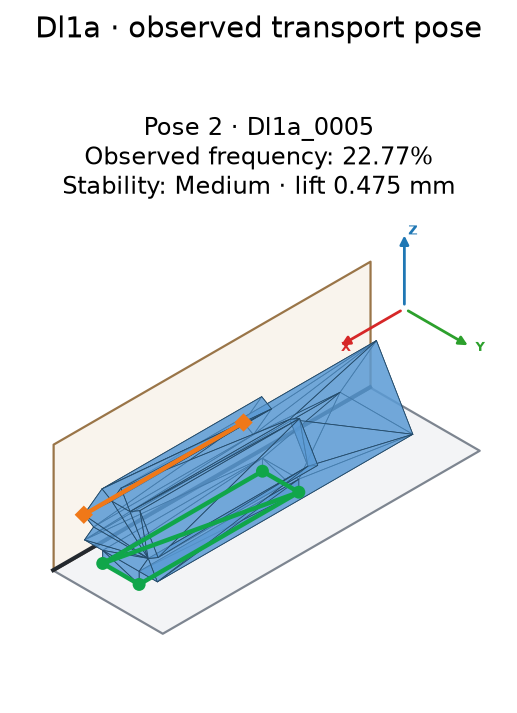 Dl1a · observed transport pose
Pose 2 · Dl1a_0005
Observed frequency: 22.77%
Stability: Medium · lift 0.475 mm
Z
X
Y